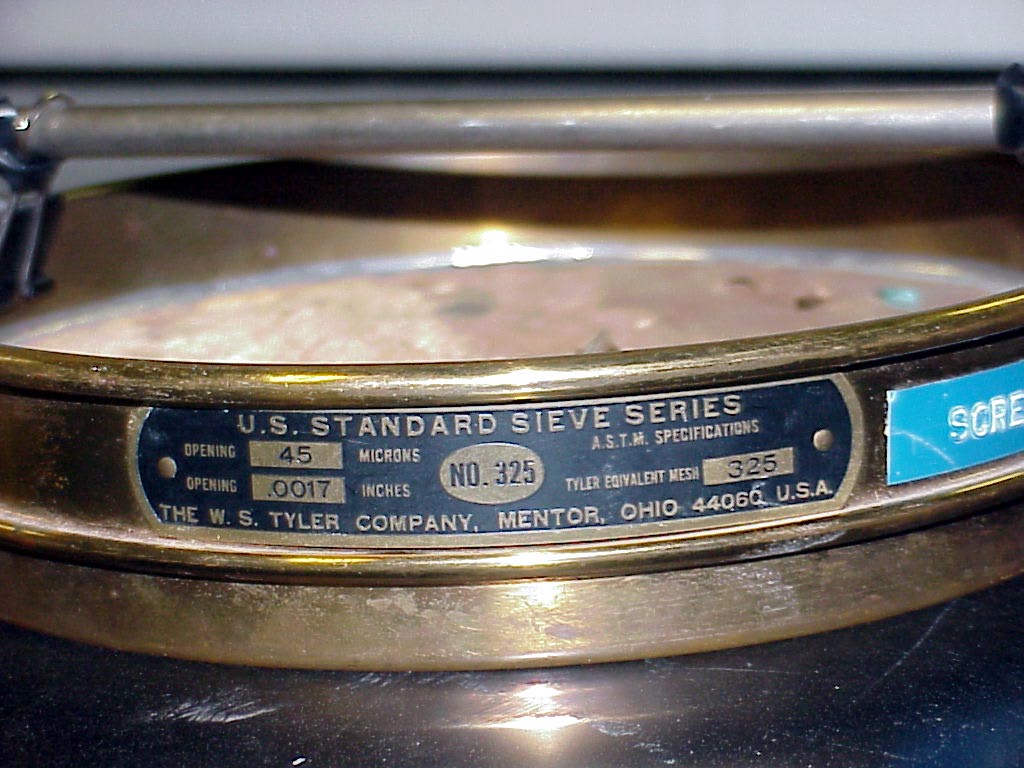 U.S. STANDARD SIEVE SERIES
A.S.T.M. SPECIFICATIONS
OPENING 45 MICRONS
NO. 325
OPENING .0017 INCHES
TYLER EQIVALENT MESH 325
THE W. S. TYLER COMPANY, MENTOR, OHIO 44060 U.S.A.
SCRE